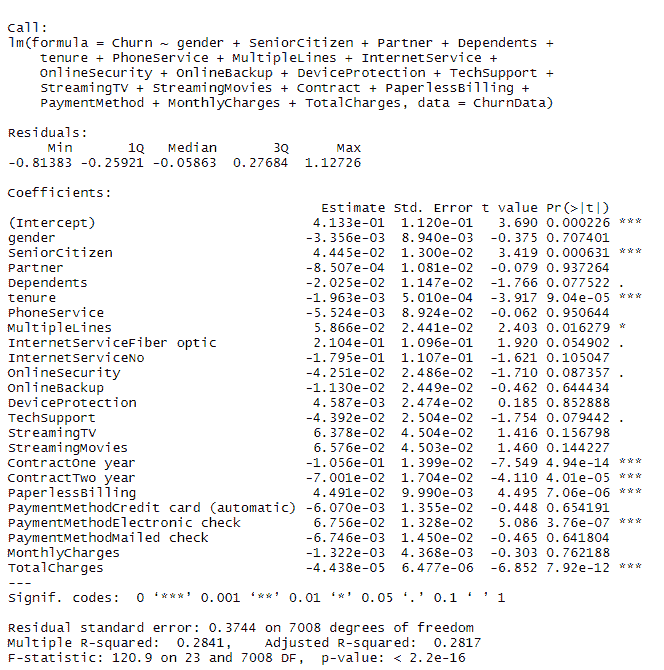 Call:
lm(formula = Churn ~ gender + SeniorCitizen + Partner + Dependents +
    tenure + PhoneService + MultipleLines + InternetService +
    OnlineSecurity + OnlineBackup + DeviceProtection + TechSupport +
    StreamingTV + StreamingMovies + Contract + PaperlessBilling +
    PaymentMethod + MonthlyCharges + TotalCharges, data = ChurnData)

Residuals:
     Min       1Q   Median       3Q      Max
-0.81383 -0.25921 -0.05863  0.27684  1.12726

Coefficients:
                                       Estimate Std. Error t value Pr(>|t|)
(Intercept)                           4.133e-01  1.120e-01   3.690 0.000226 ***
gender                               -3.356e-03  8.940e-03  -0.375 0.707401
SeniorCitizen                         4.445e-02  1.300e-02   3.419 0.000631 ***
Partner                              -8.507e-04  1.081e-02  -0.079 0.937264
Dependents                           -2.025e-02  1.147e-02  -1.766 0.077522 .
tenure                               -1.963e-03  5.010e-04  -3.917 9.04e-05 ***
PhoneService                         -5.524e-03  8.924e-02  -0.062 0.950644
MultipleLines                         5.866e-02  2.441e-02   2.403 0.016279 *
InternetServiceFiber optic            2.104e-01  1.096e-01   1.920 0.054902 .
InternetServiceNo                    -1.795e-01  1.107e-01  -1.621 0.105047
OnlineSecurity                       -4.251e-02  2.486e-02  -1.710 0.087357 .
OnlineBackup                         -1.130e-02  2.449e-02  -0.462 0.644434
DeviceProtection                      4.587e-03  2.474e-02   0.185 0.852888
TechSupport                          -4.392e-02  2.504e-02  -1.754 0.079442 .
StreamingTV                           6.378e-02  4.504e-02   1.416 0.156798
StreamingMovies                       6.576e-02  4.503e-02   1.460 0.144227
ContractOne year                     -1.056e-01  1.399e-02  -7.549 4.94e-14 ***
ContractTwo year                     -7.001e-02  1.704e-02  -4.110 4.01e-05 ***
PaperlessBilling                      4.491e-02  9.990e-03   4.495 7.06e-06 ***
PaymentMethodCredit card (automatic) -6.070e-03  1.355e-02  -0.448 0.654191
PaymentMethodElectronic check         6.756e-02  1.328e-02   5.086 3.76e-07 ***
PaymentMethodMailed check            -6.746e-03  1.450e-02  -0.465 0.641804
MonthlyCharges                       -1.322e-03  4.368e-03  -0.303 0.762188
TotalCharges                         -4.438e-05  6.477e-06  -6.852 7.92e-12 ***
---
Signif. codes:  0 ‘***’ 0.001 ‘**’ 0.01 ‘*’ 0.05 ‘.’ 0.1 ‘ ’ 1

Residual standard error: 0.3744 on 7008 degrees of freedom
Multiple R-squared:  0.2841,    Adjusted R-squared:  0.2817
F-statistic: 120.9 on 23 and 7008 DF,  p-value: < 2.2e-16